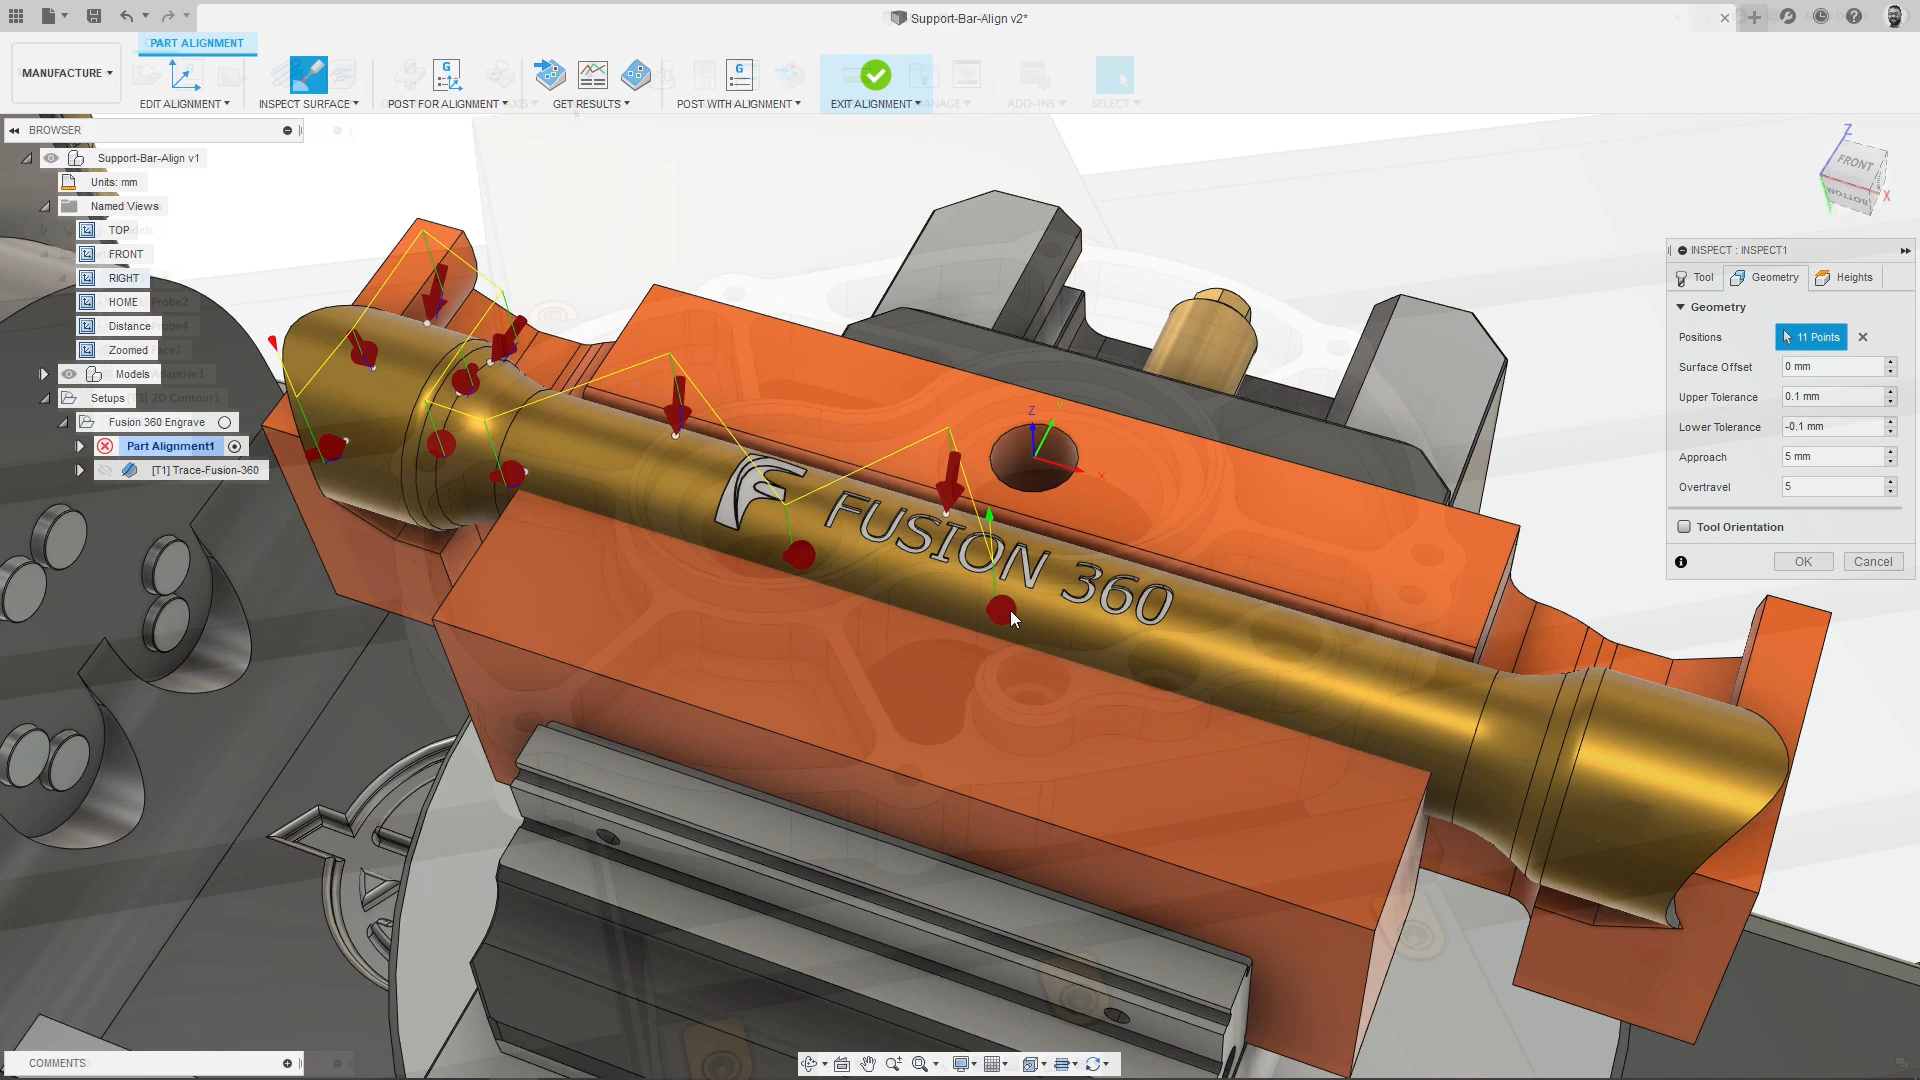 Support-Bar-Align v2*
PART ALIGNMENT
MANUFACTURE
EDIT ALIGNMENT
INSPECT SURFACE
POST FOR ALIGNMENT
GET RESULTS
POST WITH ALIGNMENT
EXIT ALIGNMENT
MANAGE
ADD-INS
SELECT
BROWSER
Support-Bar-Align v1
Units: mm
Named Views
TOP
FRONT
RIGHT
HOME
Distance
Zoomed
Models
Setups
Fusion 360 Engrave
Part Alignment1
[T1] Trace-Fusion-360
FUSION 360
Z
X
Z
FRONT
BOTTOM
X
INSPECT : INSPECT1
Tool
Geometry
Heights
Geometry
Positions
11 Points
Surface Offset
0 mm
Upper Tolerance
0.1 mm
Lower Tolerance
-0.1 mm
Approach
5 mm
Overtravel
5
Tool Orientation
OK
Cancel
COMMENTS